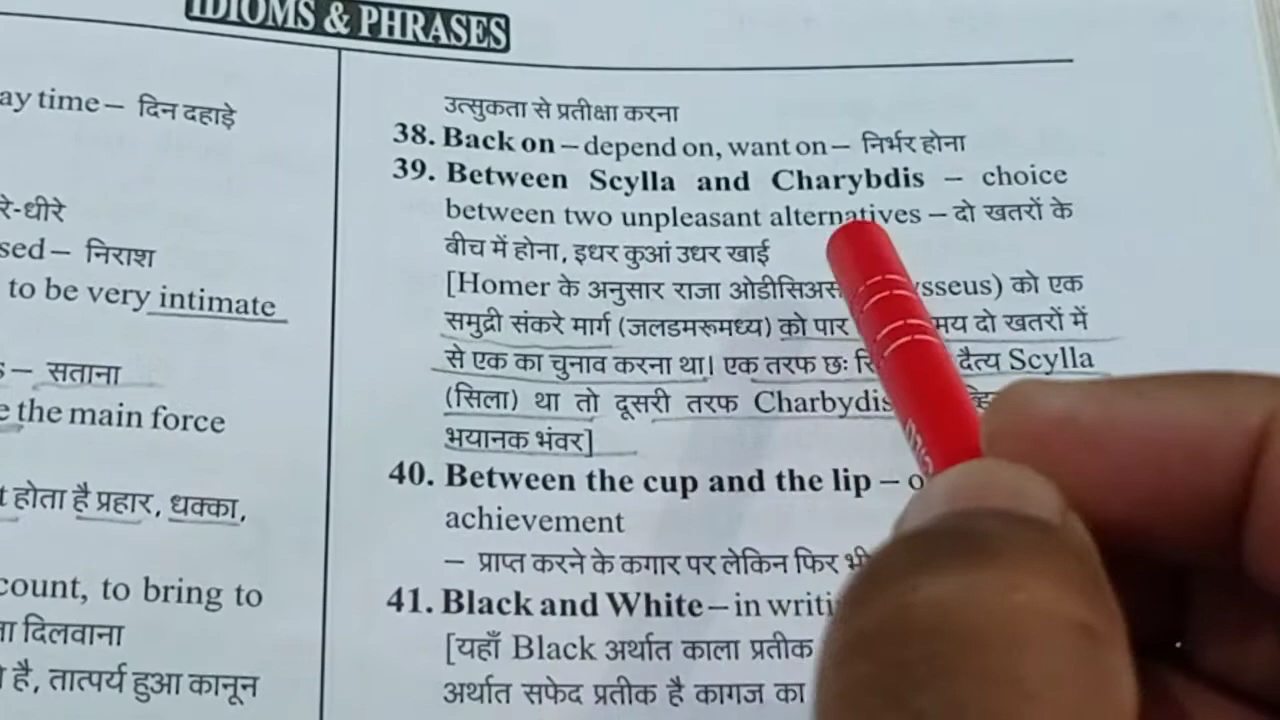 IDIOMS & PHRASES
ay time – दिन दहाड़े
रे-धीरे
sed – निराश
to be very intimate
s – सताना
e the main force
t होता है प्रहार, धक्का,
count, to bring to
ा दिलवाना
है, तात्पर्य हुआ कानून
उत्सुकता से प्रतीक्षा करना
38. Back on – depend on, want on – निर्भर होना
39. Between Scylla and Charybdis – choice
between two unpleasant alternatives – दो खतरों के
बीच में होना, इधर कुआं उधर खाई
[Homer के अनुसार राजा ओडीसिअस ysseus) को एक
समुद्री संकरे मार्ग (जलडमरूमध्य) को पार मय दो खतरों में
से एक का चुनाव करना था। एक तरफ छः दैत्य Scylla
(सिला) था तो दूसरी तरफ Charbydis
भयानक भंवर]
40. Between the cup and the lip – o
achievement
– प्राप्त करने के कगार पर लेकिन फिर भी
41. Black and White – in writi
[यहाँ Black अर्थात काला प्रतीक
अर्थात सफेद प्रतीक है कागज का